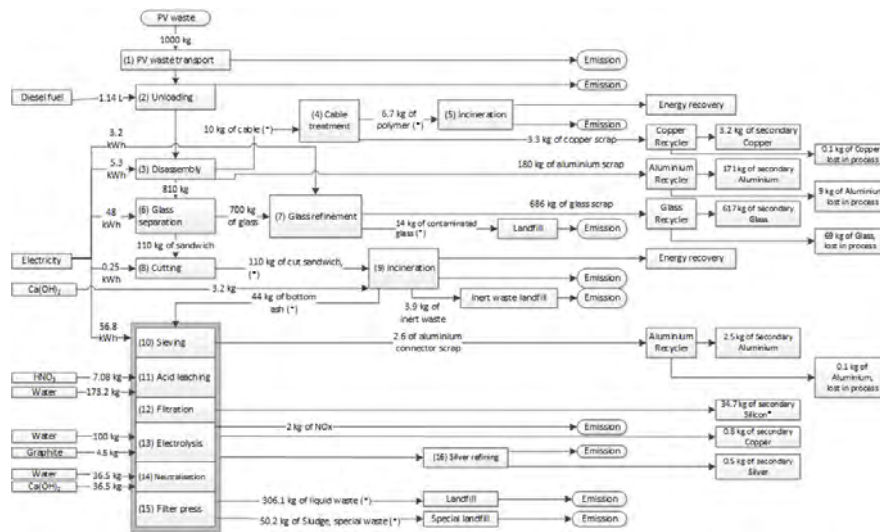 PV waste
1000 kg
(1) PV waste transport
Emission
Emission
Diesel fuel
1.14 L
(2) Unloading
Energy recovery
(4) Cable
treatment
6.7 kg of
polymer (*)
(5) Incineration
Emission
10 kg of cable (*)
3.3 kg of copper scrap
Copper
Recycler
3.2 kg of secondary
Copper
0.1 kg of Copper
lost in process
3.2
kWh
5.3
kWh
(3) Disassembly
180 kg of aluminium scrap
Aluminium
Recycler
171 kg of secondary
Aluminium
9 kg of Aluminium
lost in process
810 kg
(6) Glass
separation
700 kg
of glass
(7) Glass refinement
686 kg of glass scrap
Glass
Recycler
617 kg of secondary
Glass
14 kg of contaminated
glass (*)
Landfill
Emission
69 kg of Glass,
lost in process
48
kWh
110 kg of sandwich
Electricity
(8) Cutting
110 kg of cut sandwich,
(*)
(9) Incineration
Energy recovery
0.25
kWh
Emission
Ca(OH)2
3.2 kg
44 kg of bottom
ash (*)
3.9 kg of
inert waste
Inert waste landfill
Emission
56.8
kWh
(10) Sieving
2.6 of aluminium
connector scrap
Aluminium
Recycler
2.5 kg of Secondary
Aluminium
0.1 kg of
Aluminium,
lost in process
HNO3
7.08 kg
(11) Acid leaching
Water
173.2 kg
(12) Filtration
34.7 kg of secondary
Silicon*
2 kg of NOx
Emission
Water
100 kg
(13) Electrolysis
0.8 kg of secondary
Copper
Graphite
4.5 kg
Emission
(16) Silver refining
0.5 kg of secondary
Silver
Water
36.5 kg
(14) Neutralisation
Ca(OH)2
36.5 kg
(15) Filter press
306.1 kg of liquid waste (*)
Landfill
Emission
50.2 kg of Sludge, special waste (*)
Special landfill
Emission